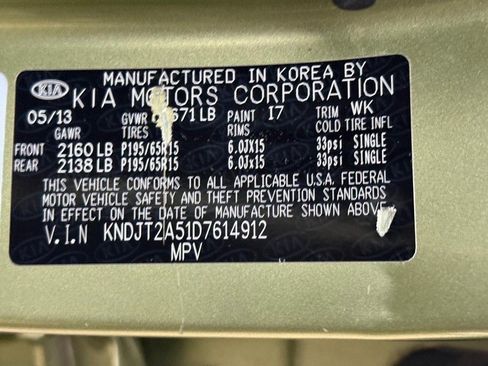 MANUFACTURED IN KOREA BY
KIA KIA MOTORS CORPORATION
05/13 GVWR 671 LB PAINT 17 TRIM WK
GAWR TIRES RIMS COLD TIRE INFL
FRONT 2160 LB P195/65R15 6.0JX15 33psi SINGLE
REAR 2138 LB P195/65R15 6.0JX15 33psi SINGLE
THIS VEHICLE CONFORMS TO ALL APPLICABLE U.S.A. FEDERAL
MOTOR VEHICLE SAFETY AND THEFT PREVENTION STANDARDS
IN EFFECT ON THE DATE OF MANUFACTURE SHOWN ABOVE.
V.I.N KNDJT2A51D7614912
MPV